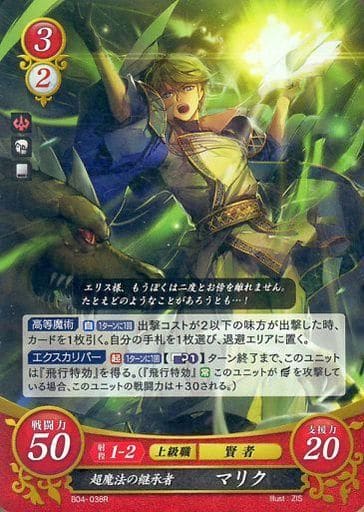 3
2
エリス様、もうぼくは二度とお傍を離れません。
たとえどのようなことがあろうとも…!
高等魔術 自 1ターンに1回 出撃コストが2以下の味方が出撃した時、
カードを1枚引く。自分の手札を1枚選び、退避エリアに置く。
エクスカリバー 起 1ターンに1回 [1]ターン終了まで、このユニット
は『飛行特効』を得る。(『飛行特効』常 このユニットが を攻撃して
いる場合、このユニットの戦闘力は+30される。)
戦闘力
50
射程 1-2 上級職 賢者
支援力
20
超魔法の継承者 マリク
B04-038R
Illust:ZIS